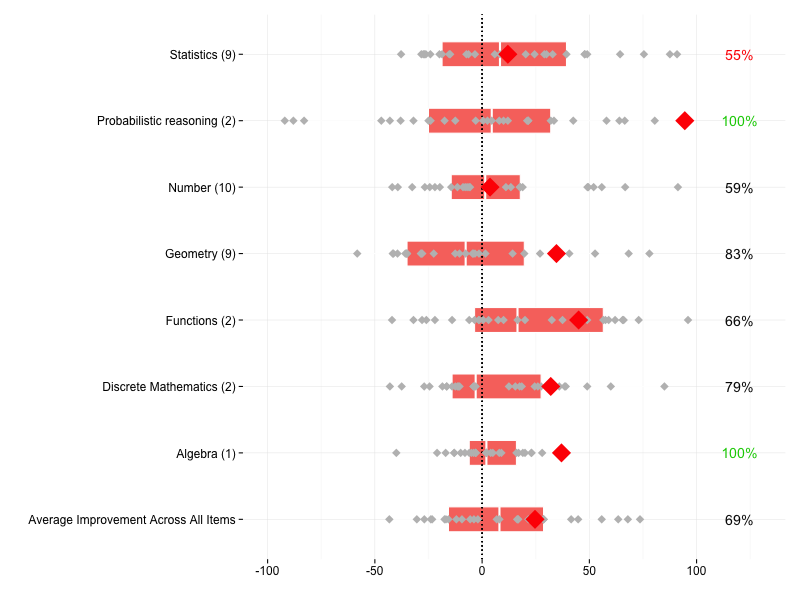 Statistics (9) 55%
Probabilistic reasoning (2) 100%
Number (10) 59%
Geometry (9) 83%
Functions (2) 66%
Discrete Mathematics (2) 79%
Algebra (1) 100%
Average Improvement Across All Items 69%
-100 -50 0 50 100